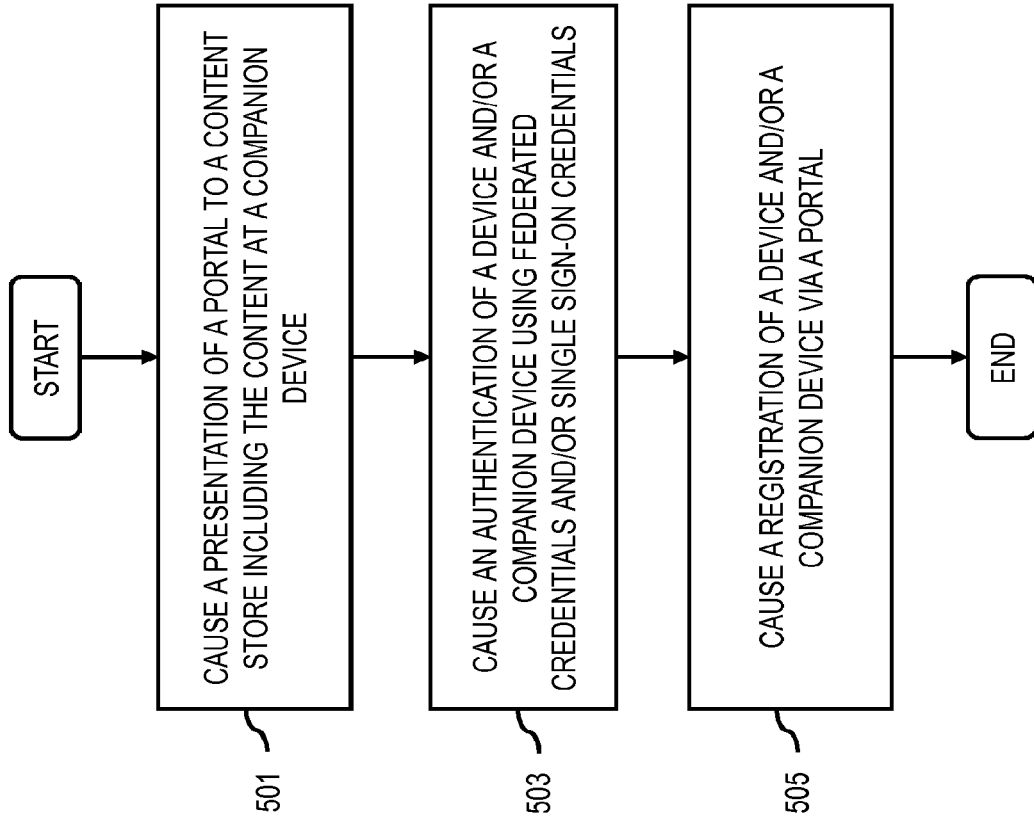 START
CAUSE A PRESENTATION OF A PORTAL TO A CONTENT
STORE INCLUDING THE CONTENT AT A COMPANION
DEVICE
501
CAUSE AN AUTHENTICATION OF A DEVICE AND/OR A
COMPANION DEVICE USING FEDERATED
CREDENTIALS AND/OR SINGLE SIGN-ON CREDENTIALS
503
CAUSE A REGISTRATION OF A DEVICE AND/OR A
COMPANION DEVICE VIA A PORTAL
505
END